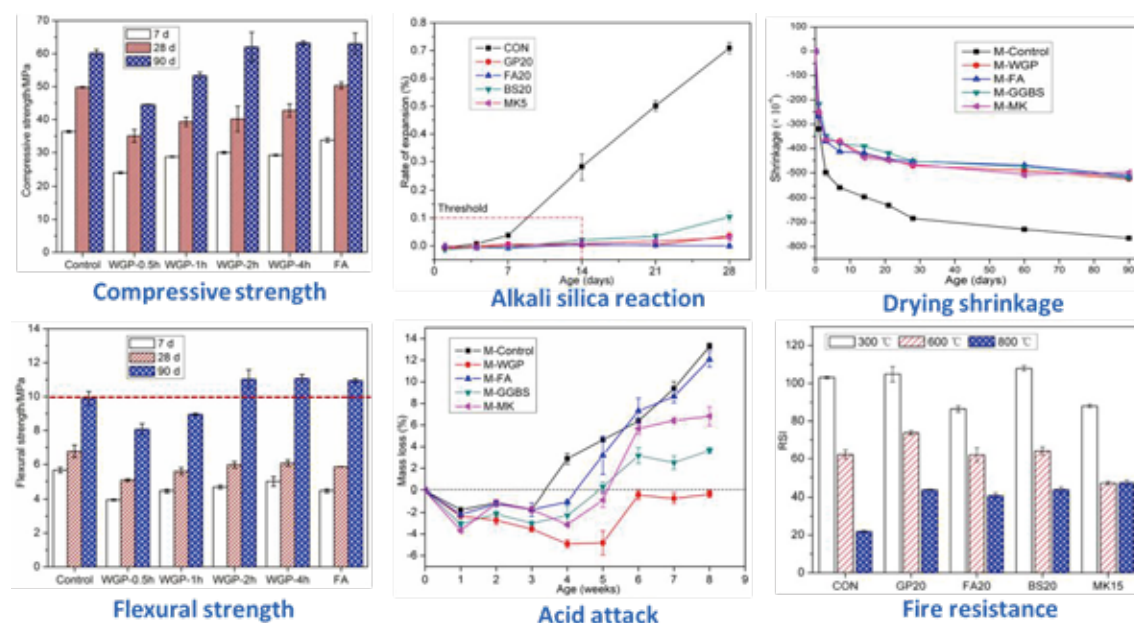 Compressive strength/MPa
70
60
50
40
30
20
10
0
7 d
28 d
90 d
Control WGP-0.5h WGP-1h WGP-2h WGP-4h FA
Compressive strength
Rate of expansion (%)
0.8
0.7
0.6
0.5
0.4
0.3
0.2
0.1
0.0
CON
GP20
FA20
BS20
MK5
Threshold
0 7 14 21 28
Age (days)
Alkali silica reaction
Shrinkage (× 10⁻⁶)
0
-100
-200
-300
-400
-500
-600
-700
-800
M-Control
M-WGP
M-FA
M-GGBS
M-MK
0 10 20 30 40 50 60 70 80 90
Age (days)
Drying shrinkage
Flexural strength/MPa
14
12
10
8
6
4
2
0
7 d
28 d
90 d
Control WGP-0.5h WGP-1h WGP-2h WGP-4h FA
Flexural strength
Mass loss (%)
14
12
10
8
6
4
2
0
-2
-4
-6
M-Control
M-WGP
M-FA
M-GGBS
M-MK
0 1 2 3 4 5 6 7 8 9
Age (weeks)
Acid attack
RSI
120
100
80
60
40
20
0
300 ℃ 600 ℃ 800 ℃
CON GP20 FA20 BS20 MK15
Fire resistance